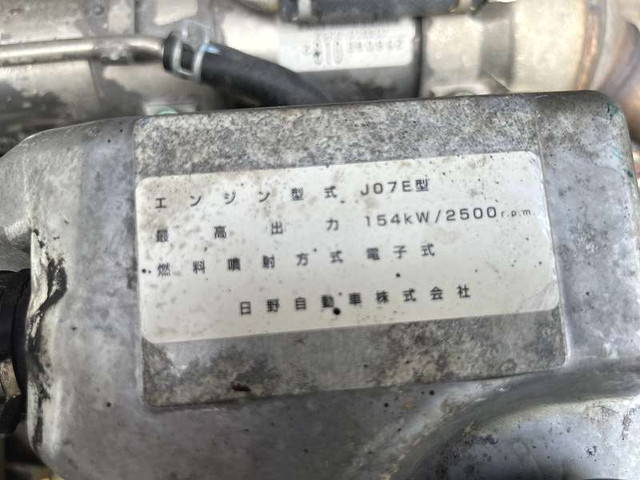 エンジン型式 J07E型
最高出力 154kW/2500r.p.m.
燃料噴射方式 電子式
日野自動車株式会社